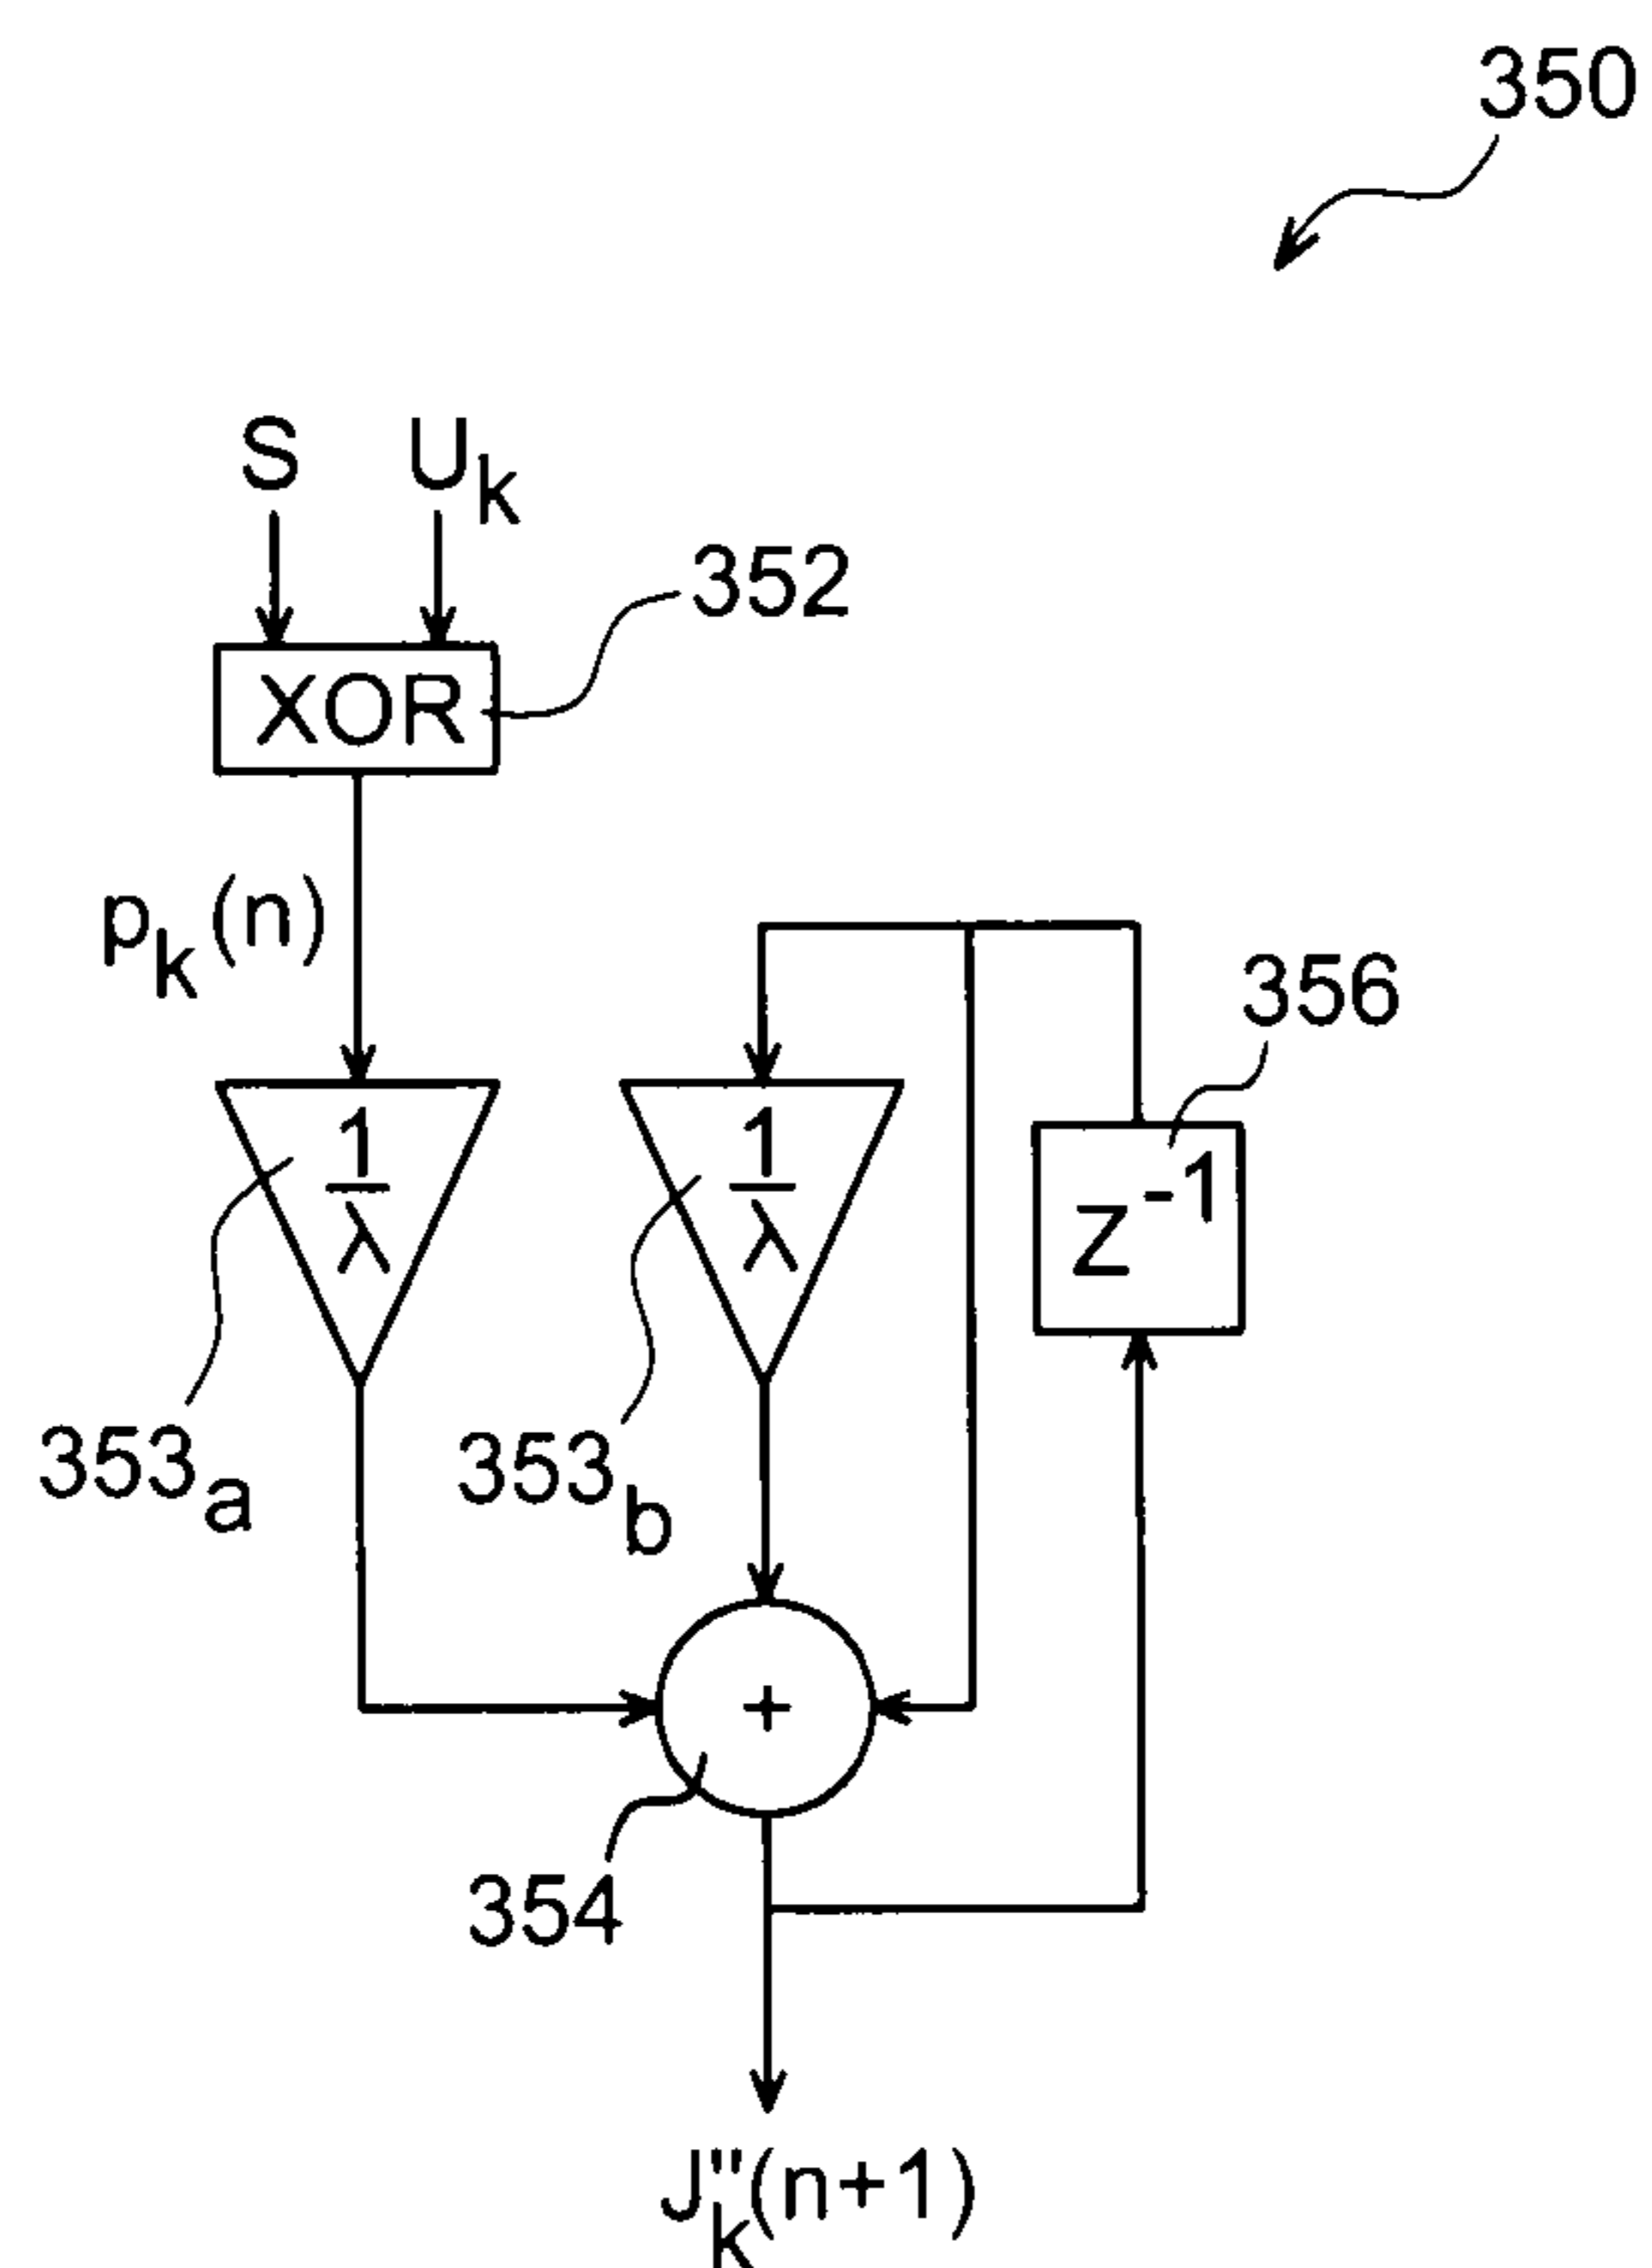 350
S U_k
352
XOR
p_k (n)
356
1/λ 1/λ z^-1
353_a 353_b
+
354
J"_k(n+1)